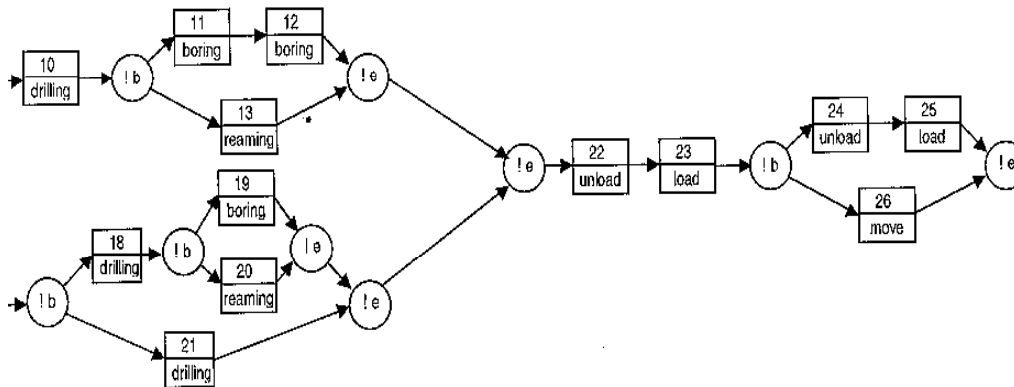 10
drilling
! b
11
boring
12
boring
13
reaming
! e
! b
18
drilling
! b
19
boring
20
reaming
! e
21
drilling
! e
! e
22
unload
23
load
! b
24
unload
25
load
26
move
! e